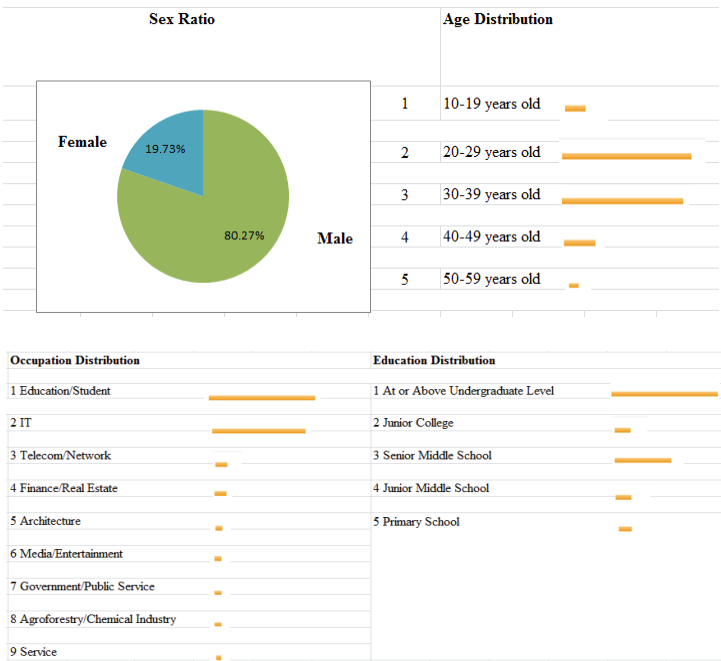 Sex Ratio
Age Distribution
Female
19.73%
80.27%
Male
1 10-19 years old
2 20-29 years old
3 30-39 years old
4 40-49 years old
5 50-59 years old
Occupation Distribution
1 Education/Student
2 IT
3 Telecom/Network
4 Finance/Real Estate
5 Architecture
6 Media/Entertainment
7 Government/Public Service
8 Agroforestry/Chemical Industry
9 Service
Education Distribution
1 At or Above Undergraduate Level
2 Junior College
3 Senior Middle School
4 Junior Middle School
5 Primary School